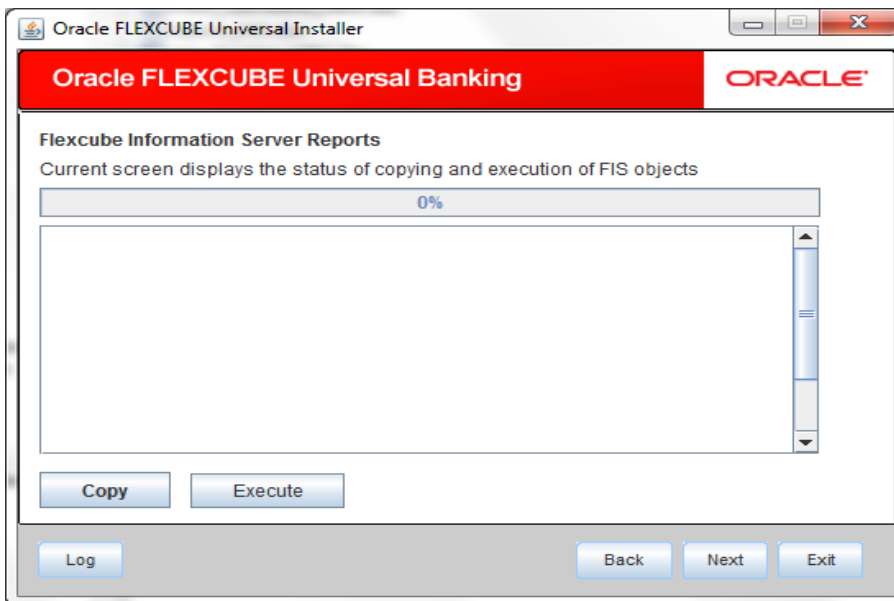 Oracle FLEXCUBE Universal Installer
Oracle FLEXCUBE Universal Banking
ORACLE
Flexcube Information Server Reports
Current screen displays the status of copying and execution of FIS objects
0%
Copy Execute
Log Back Next Exit